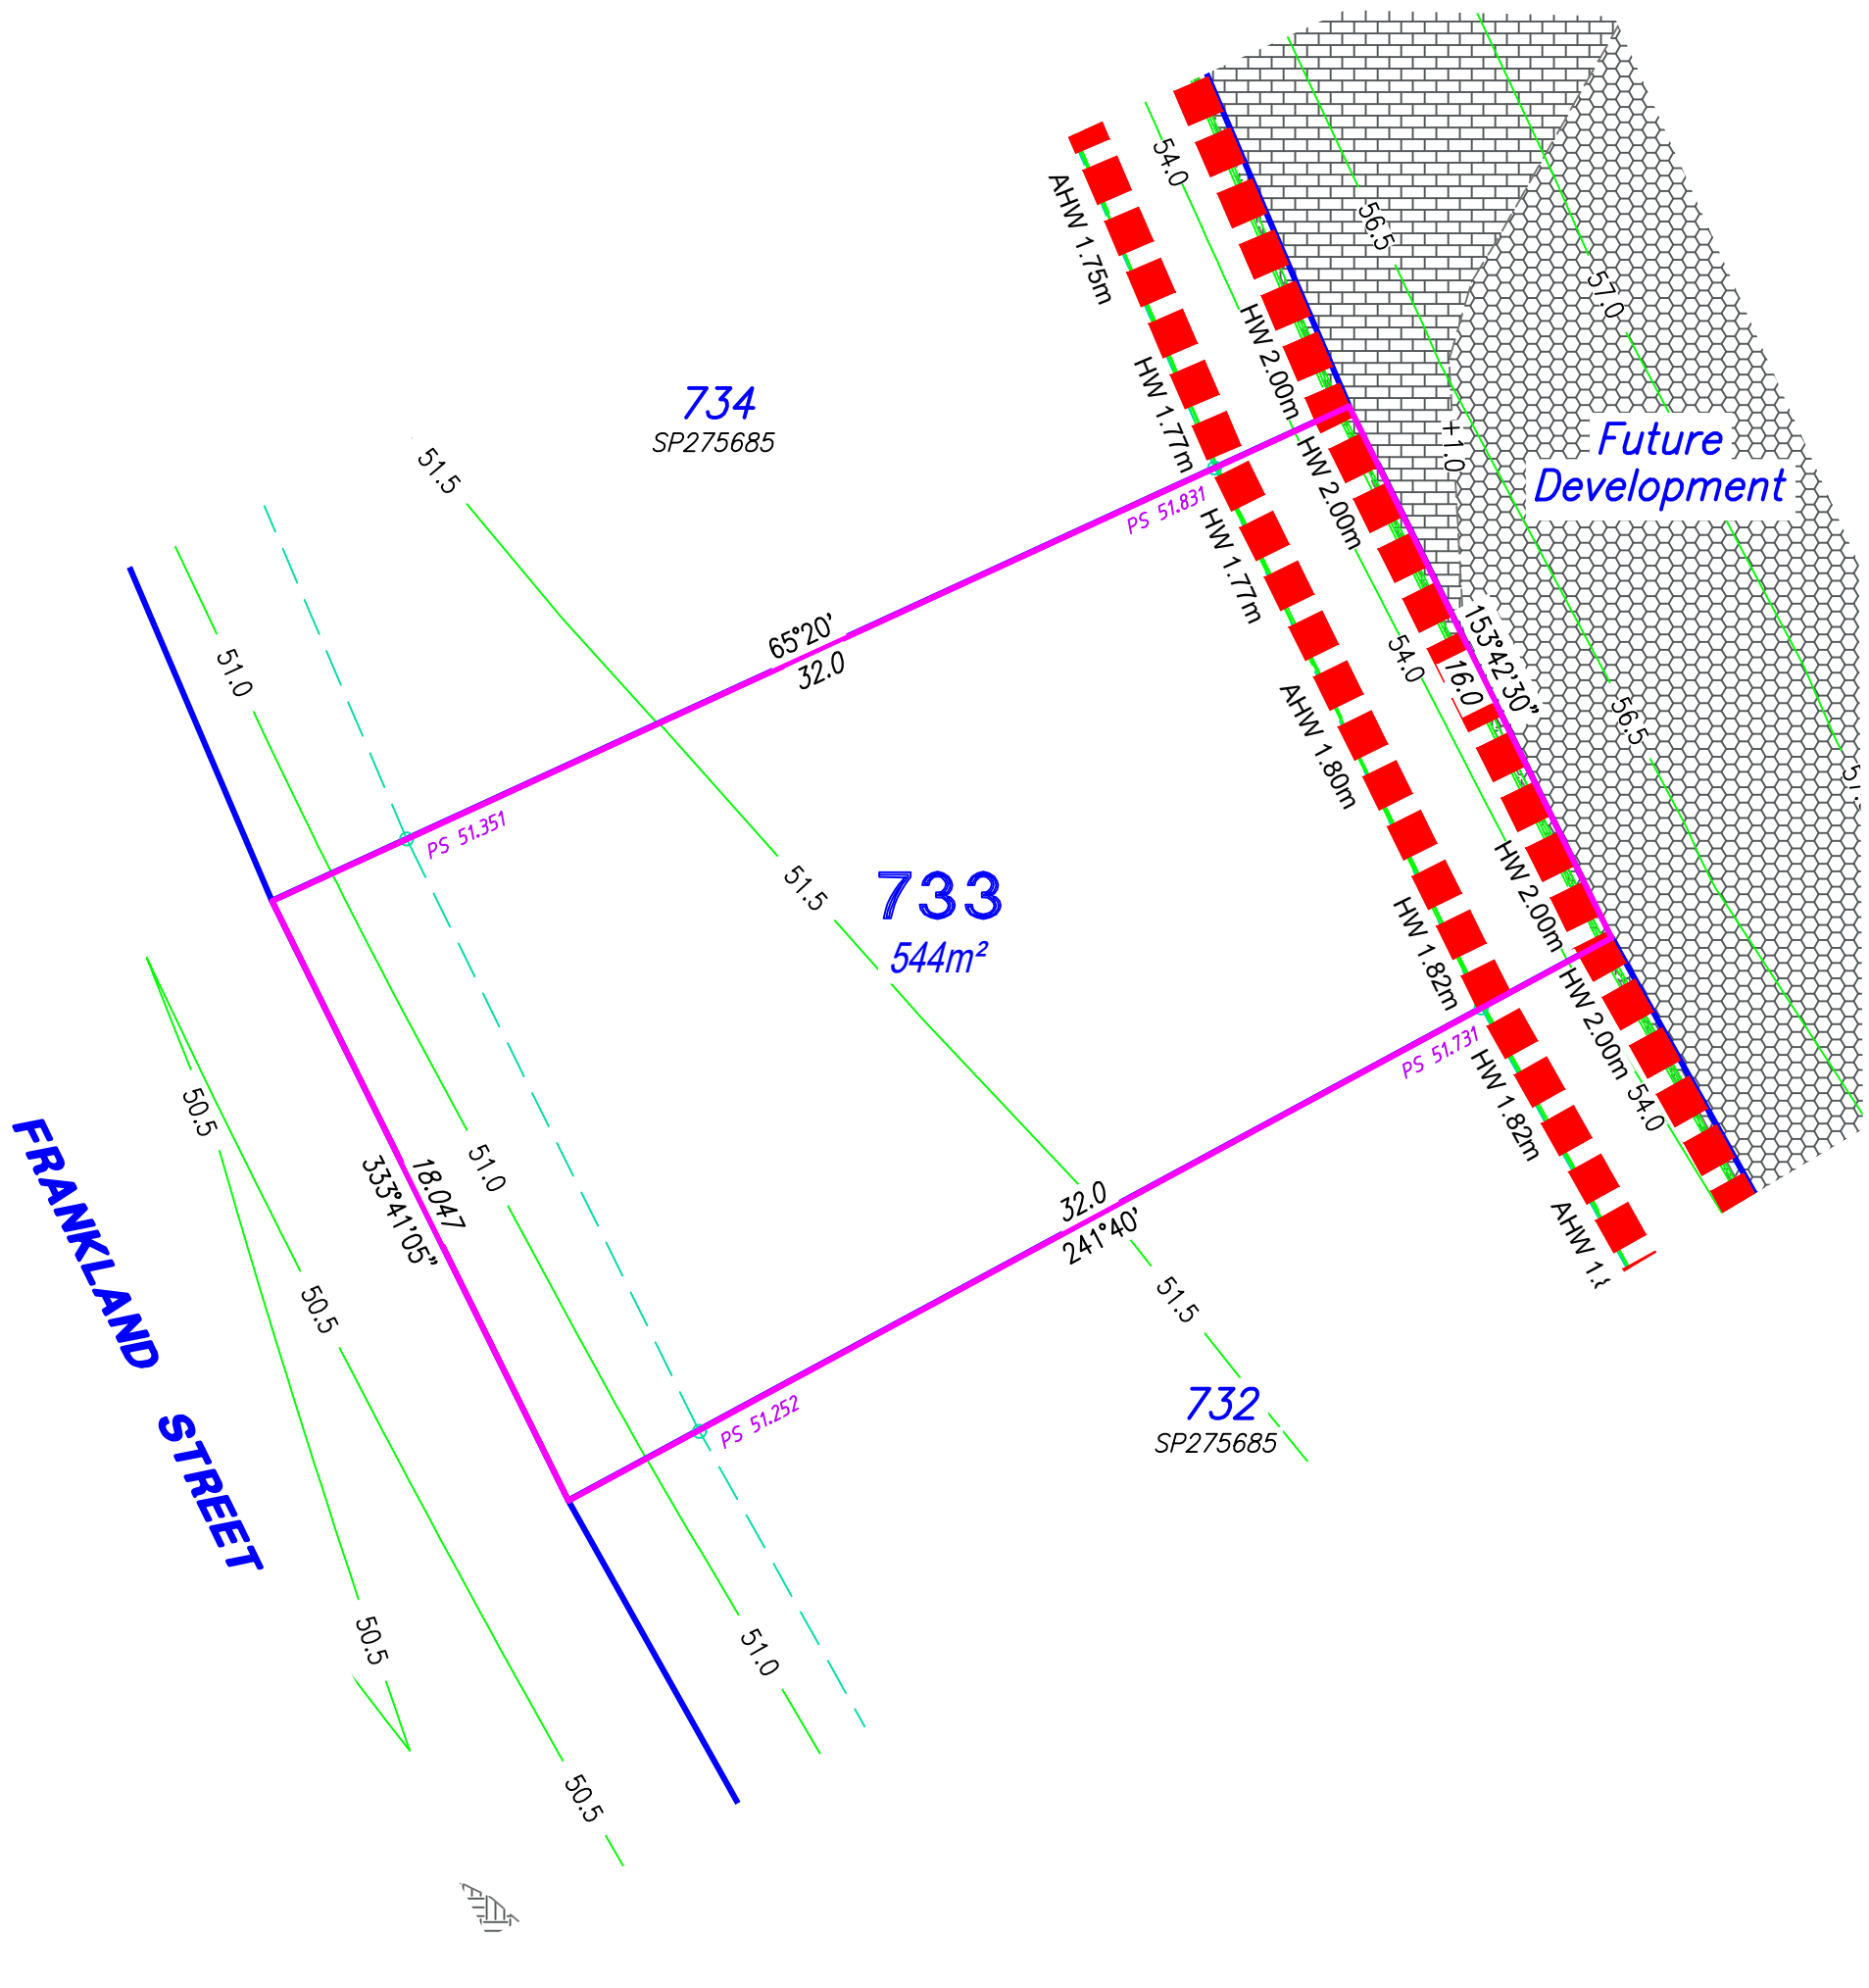 54.0
AHW 1.75m
56.5
57.0
HW 2.00m
HW 1.77m
734
SP275685
51.5
+1.0
Future
Development
HW 2.00m
PS 51.831
HW 1.77m
65°20'
32.0
51.0
54.0
153°42'30"
16.0
AHW 1.80m
56.5
PS 51.351
51.5
733
544m²
HW 2.00m
HW 1.82m
HW 2.00m
PS 51.731
54.0
HW 1.82m
50.5
51.0
18.047
333°41'05"
32.0
241°40'
AHW 1.
51.5
50.5
FRANKLAND STREET
732
SP275685
PS 51.252
50.5
51.0
50.5